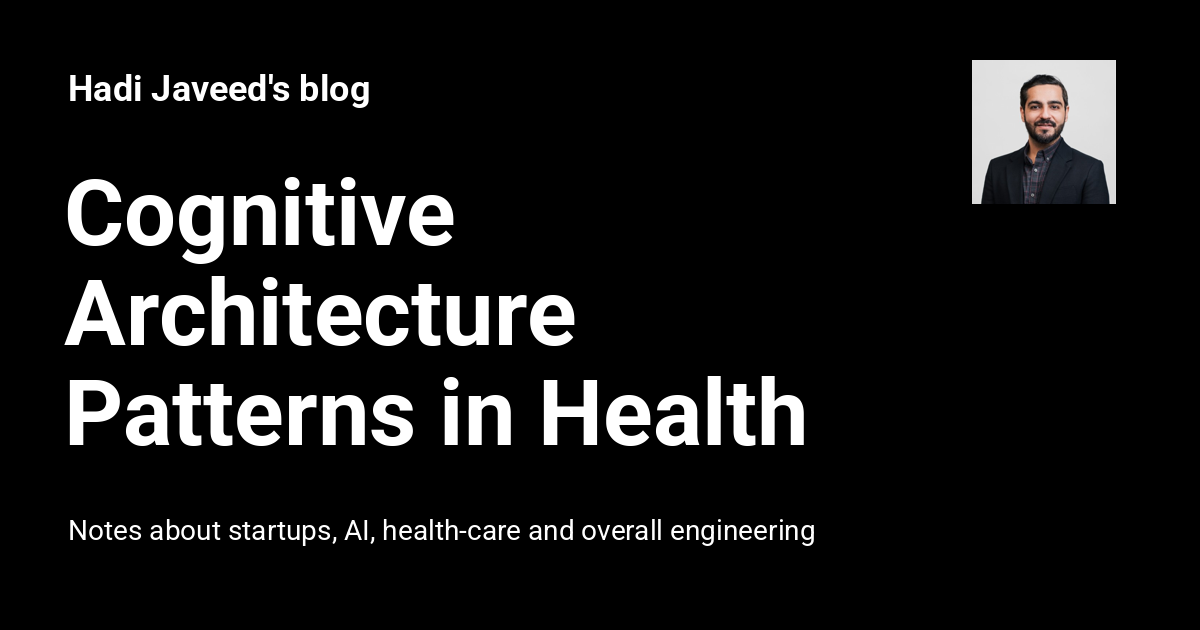 Hadi Javeed's blog
Cognitive
Architecture
Patterns in Health
Notes about startups, AI, health-care and overall engineering